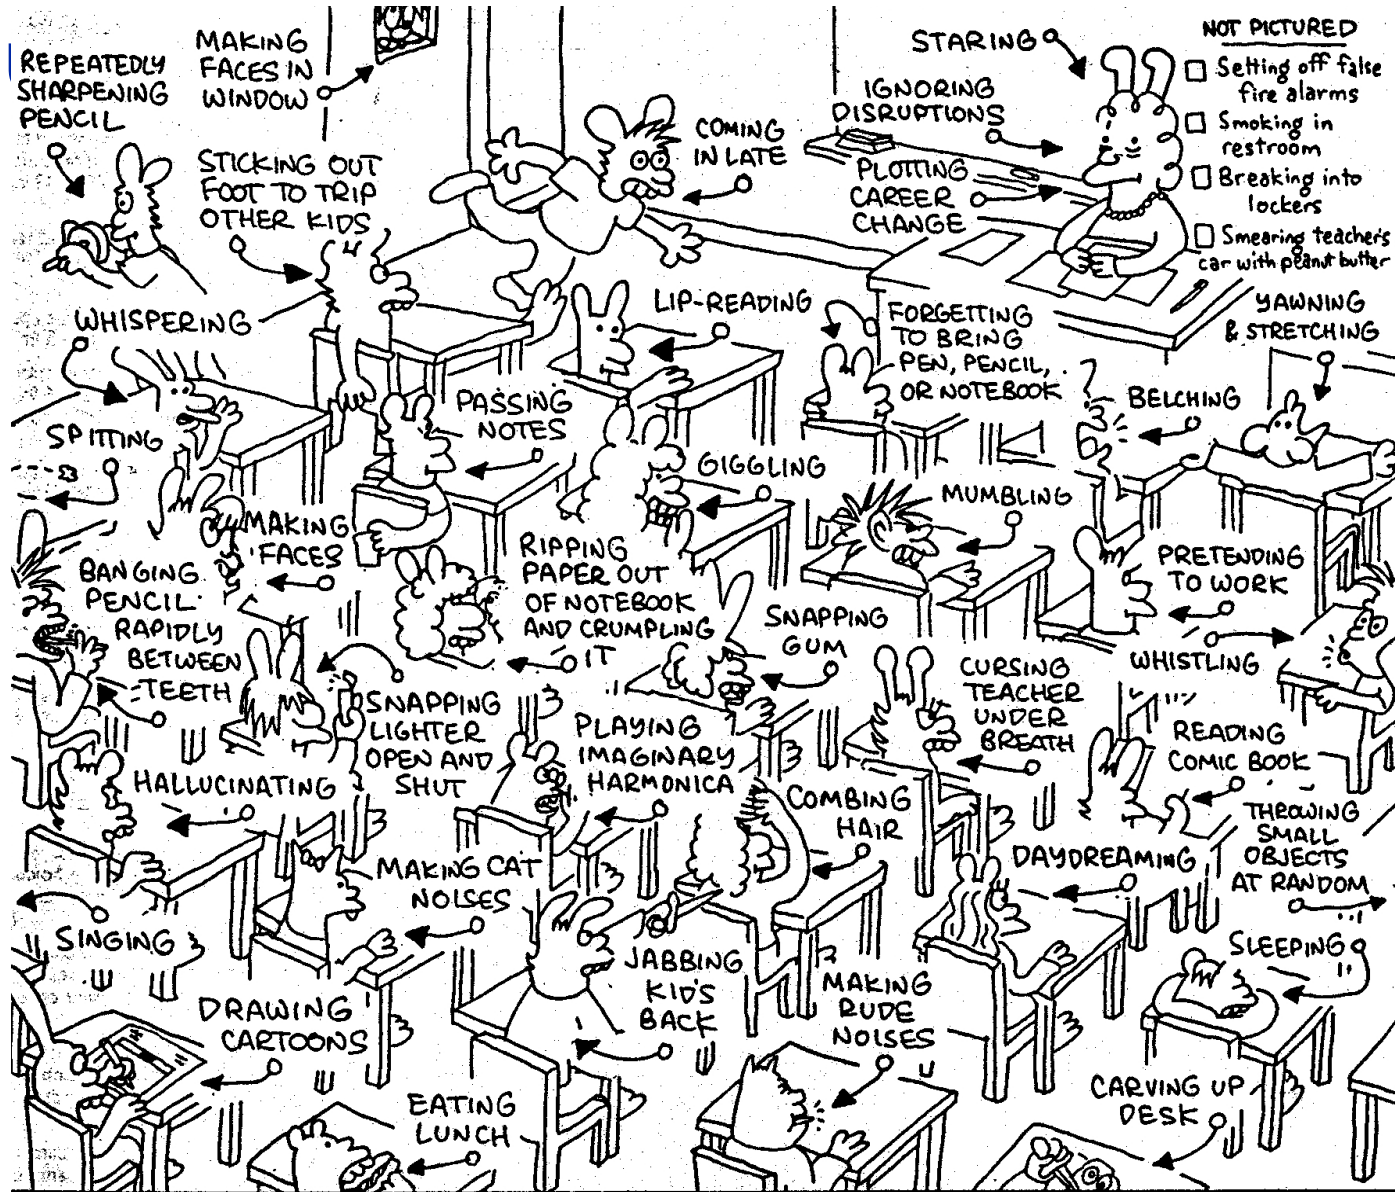 REPEATEDLY
SHARPENING
PENCIL
MAKING
FACES IN
WINDOW
STICKING OUT
FOOT TO TRIP
OTHER KIDS
COMING
IN LATE
STARING
IGNORING
DISRUPTIONS
PLOTTING
CAREER
CHANGE
NOT PICTURED
Setting off false
fire alarms
Smoking in
restroom
Breaking into
lockers
Smearing teacher's
car with peanut butter
WHISPERING
LIP-READING
FORGETTING
TO BRING
PEN, PENCIL,
OR NOTEBOOK
YAWNING
& STRETCHING
SPITTING
PASSING
NOTES
GIGGLING
BELCHING
MUMBLING
MAKING
FACES
BANGING
PENCIL
RAPIDLY
BETWEEN
TEETH
RIPPING
PAPER OUT
OF NOTEBOOK
AND CRUMPLING
IT
SNAPPING
GUM
PRETENDING
TO WORK
WHISTLING
SNAPPING
LIGHTER
OPEN AND
SHUT
PLAYING
IMAGINARY
HARMONICA
CURSING
TEACHER
UNDER
BREATH
READING
COMIC BOOK
HALLUCINATING
COMBING
HAIR
THROWING
SMALL
OBJECTS
AT RANDOM
MAKING CAT
NOISES
DAYDREAMING
SINGING
JABBING
KID'S
BACK
MAKING
RUDE
NOISES
SLEEPING
DRAWING
CARTOONS
EATING
LUNCH
CARVING UP
DESK